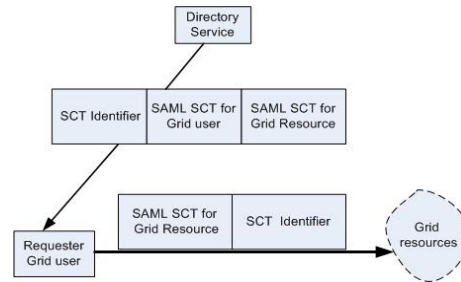 Directory
Service
SCT Identifier
SAML SCT for
Grid user
SAML SCT for
Grid Resource
SAML SCT for
Grid Resource
SCT Identifier
Requester
Grid user
Grid
resources